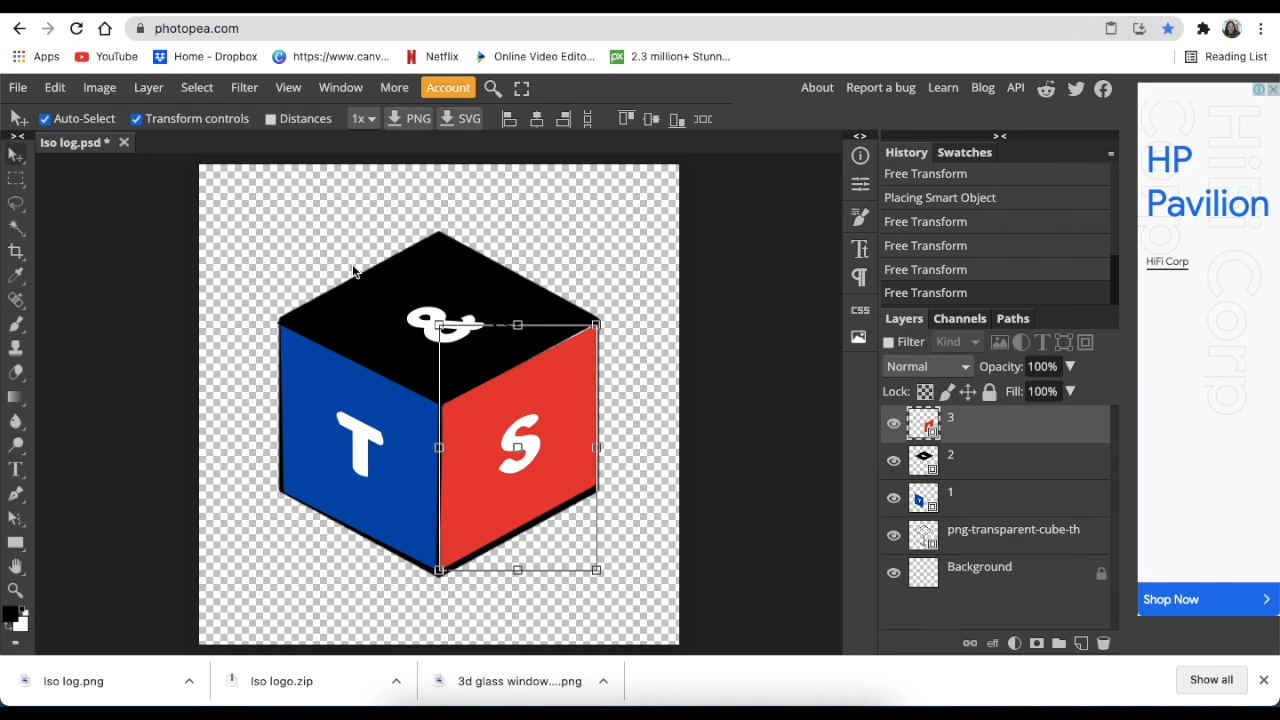 photopea.com
Apps YouTube Home - Dropbox https://www.canv... Netflix Online Video Edito... 2.3 million+ Stunn... Reading List
File Edit Image Layer Select Filter View Window More Account About Report a bug Learn Blog API
Auto-Select Transform controls Distances 1x PNG SVG
Iso log.psd *
History Swatches
Free Transform
Placing Smart Object
Free Transform
Free Transform
Free Transform
Free Transform
Layers Channels Paths
Filter Kind
Normal Opacity: 100%
Lock: Fill: 100%
3
2
1
png-transparent-cube-th
Background
eff
CSS
&
T
S
HP
Pavilion
HiFi Corp
HiFi Corp
Shop Now
Iso log.png Iso logo.zip 3d glass window....png Show all